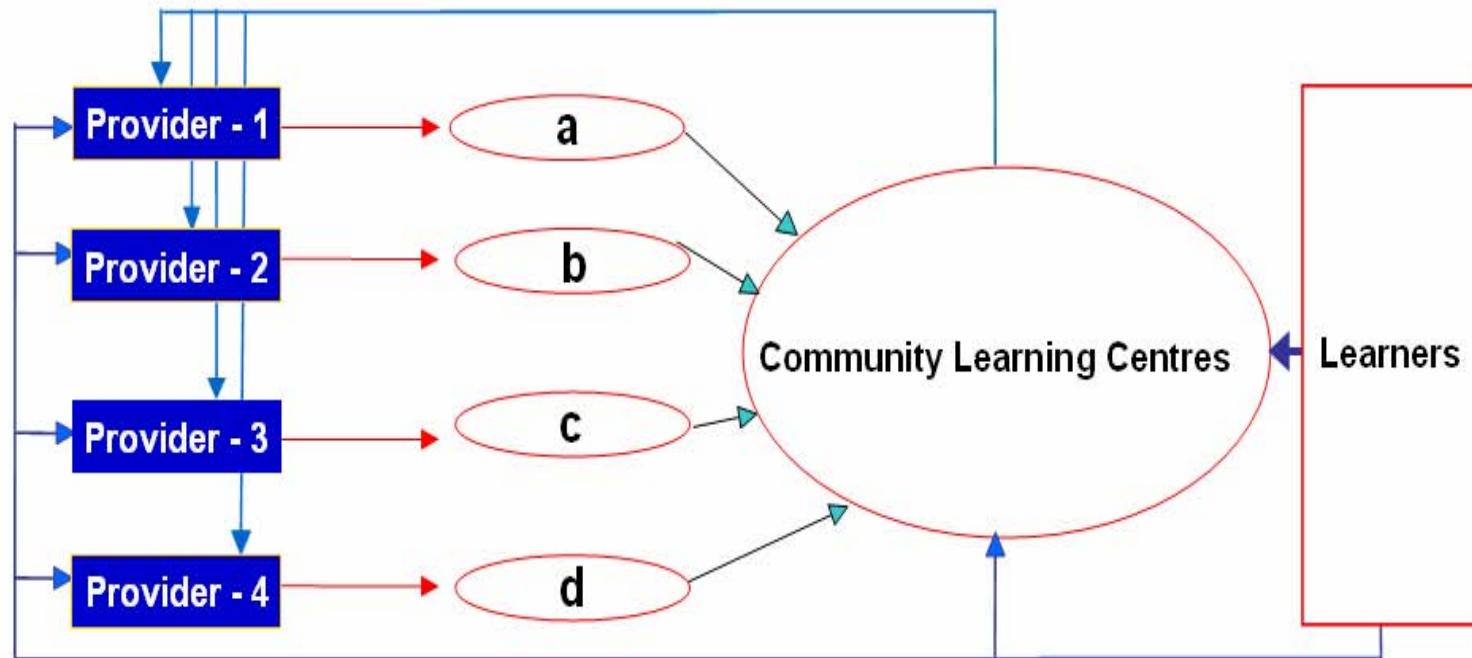 Provider - 1
a
Provider - 2
b
Community Learning Centres
Learners
Provider - 3
c
Provider - 4
d